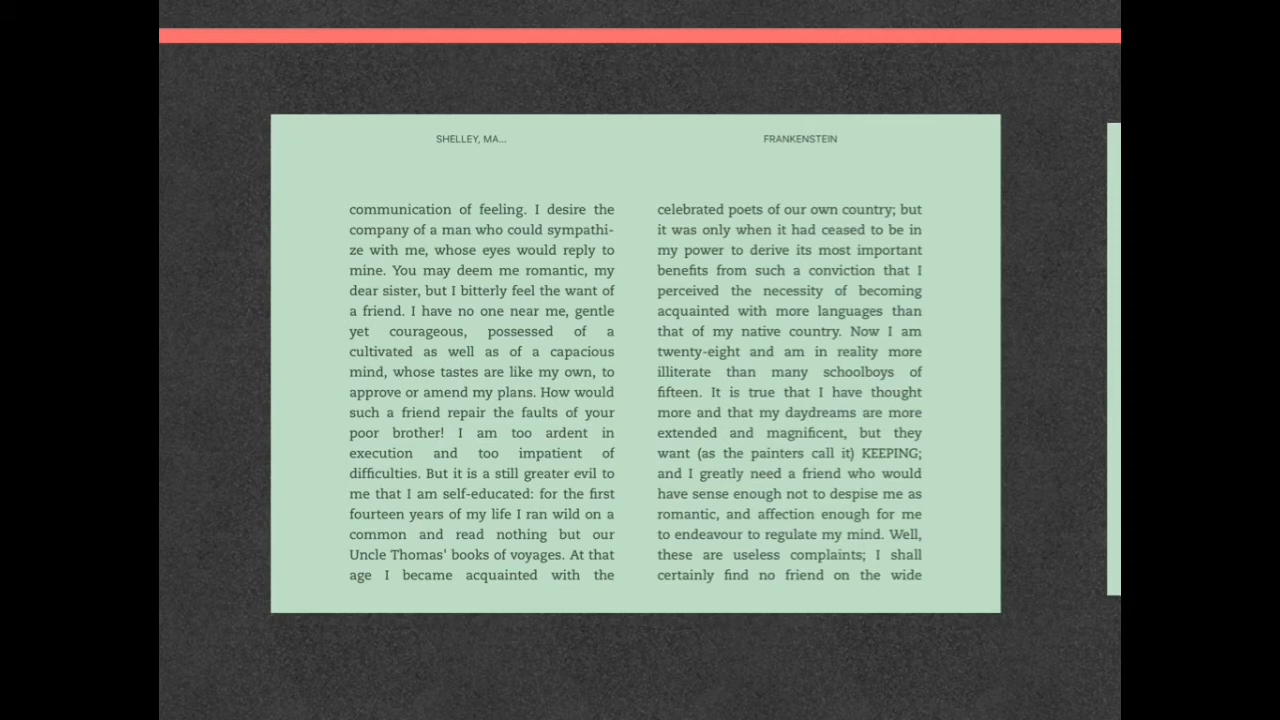 SHELLEY, MA...
communication of feeling. I desire the
company of a man who could sympathi-
ze with me, whose eyes would reply to
mine. You may deem me romantic, my
dear sister, but I bitterly feel the want of
a friend. I have no one near me, gentle
yet courageous, possessed of a
cultivated as well as of a capacious
mind, whose tastes are like my own, to
approve or amend my plans. How would
such a friend repair the faults of your
poor brother! I am too ardent in
execution and too impatient of
difficulties. But it is a still greater evil to
me that I am self-educated: for the first
fourteen years of my life I ran wild on a
common and read nothing but our
Uncle Thomas' books of voyages. At that
age I became acquainted with the
FRANKENSTEIN
celebrated poets of our own country; but
it was only when it had ceased to be in
my power to derive its most important
benefits from such a conviction that I
perceived the necessity of becoming
acquainted with more languages than
that of my native country. Now I am
twenty-eight and am in reality more
illiterate than many schoolboys of
fifteen. It is true that I have thought
more and that my daydreams are more
extended and magnificent, but they
want (as the painters call it) KEEPING;
and I greatly need a friend who would
have sense enough not to despise me as
romantic, and affection enough for me
to endeavour to regulate my mind. Well,
these are useless complaints; I shall
certainly find no friend on the wide